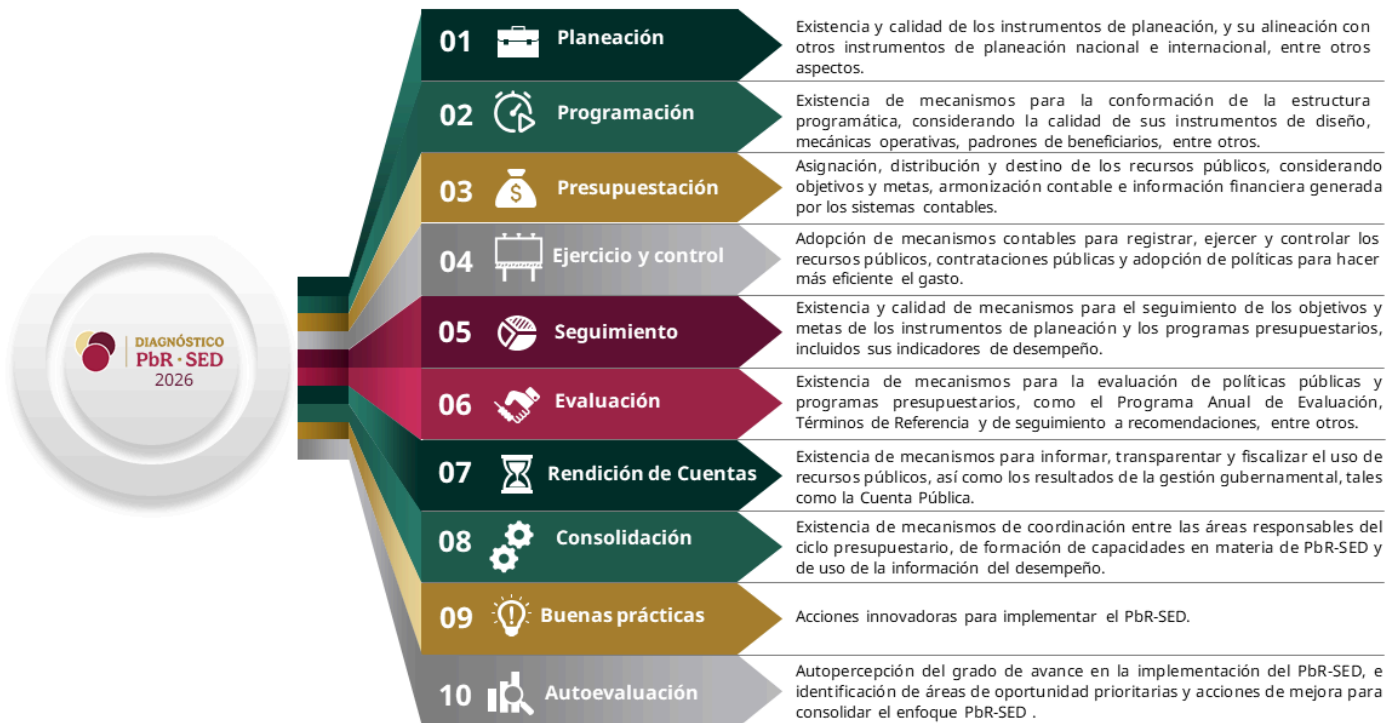 DIAGNÓSTICO
PbR · SED
2026
01 Planeación
Existencia y calidad de los instrumentos de planeación, y su alineación con
otros instrumentos de planeación nacional e internacional, entre otros
aspectos.
02 Programación
Existencia de mecanismos para la conformación de la estructura
programática, considerando la calidad de sus instrumentos de diseño,
mecánicas operativas, padrones de beneficiarios, entre otros.
03 Presupuestación
Asignación, distribución y destino de los recursos públicos, considerando
objetivos y metas, armonización contable e información financiera generada
por los sistemas contables.
04 Ejercicio y control
Adopción de mecanismos contables para registrar, ejercer y controlar los
recursos públicos, contrataciones públicas y adopción de políticas para hacer
más eficiente el gasto.
05 Seguimiento
Existencia y calidad de mecanismos para el seguimiento de los objetivos y
metas de los instrumentos de planeación y los programas presupuestarios,
incluidos sus indicadores de desempeño.
06 Evaluación
Existencia de mecanismos para la evaluación de políticas públicas y
programas presupuestarios, como el Programa Anual de Evaluación,
Términos de Referencia y de seguimiento a recomendaciones, entre otros.
07 Rendición de Cuentas
Existencia de mecanismos para informar, transparentar y fiscalizar el uso de
recursos públicos, así como los resultados de la gestión gubernamental, tales
como la Cuenta Pública.
08 Consolidación
Existencia de mecanismos de coordinación entre las áreas responsables del
ciclo presupuestario, de formación de capacidades en materia de PbR-SED y
de uso de la información del desempeño.
09 Buenas prácticas
Acciones innovadoras para implementar el PbR-SED.
10 Autoevaluación
Autopercepción del grado de avance en la implementación del PbR-SED, e
identificación de áreas de oportunidad prioritarias y acciones de mejora para
consolidar el enfoque PbR-SED .